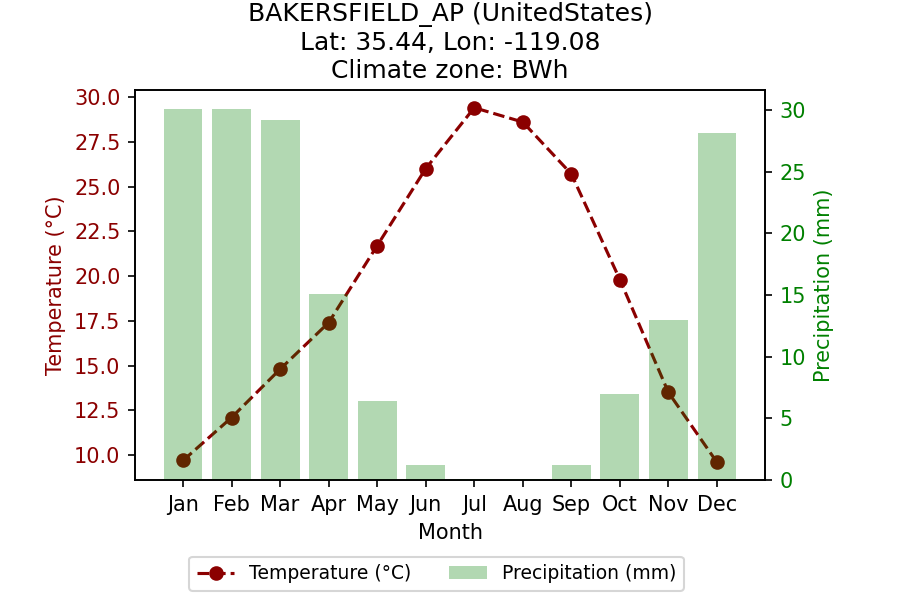 BAKERSFIELD_AP (UnitedStates)
Lat: 35.44, Lon: -119.08
Climate zone: BWh
30.0
27.5
25.0
22.5
20.0
17.5
15.0
12.5
10.0
Temperature (°C)
30
25
20
15
10
5
0
Precipitation (mm)
Jan Feb Mar Apr May Jun Jul Aug Sep Oct Nov Dec
Month
Temperature (°C) Precipitation (mm)